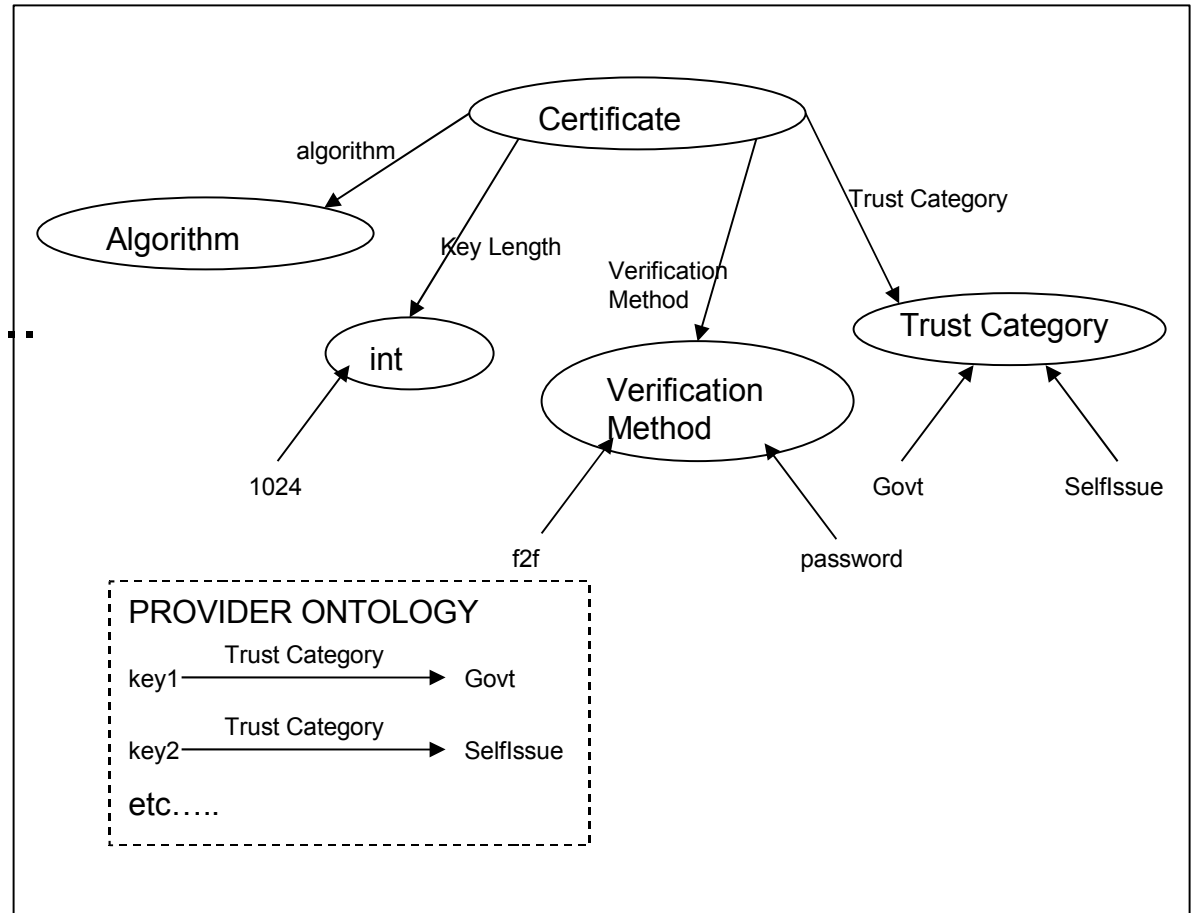 Certificate
algorithm
Trust Category
Algorithm
Key Length
Verification
Method
Trust Category
int
Verification
Method
1024
Govt
SelfIssue
f2f
password
PROVIDER ONTOLOGY
Trust Category
key1
Govt
Trust Category
key2
SelfIssue
etc…..